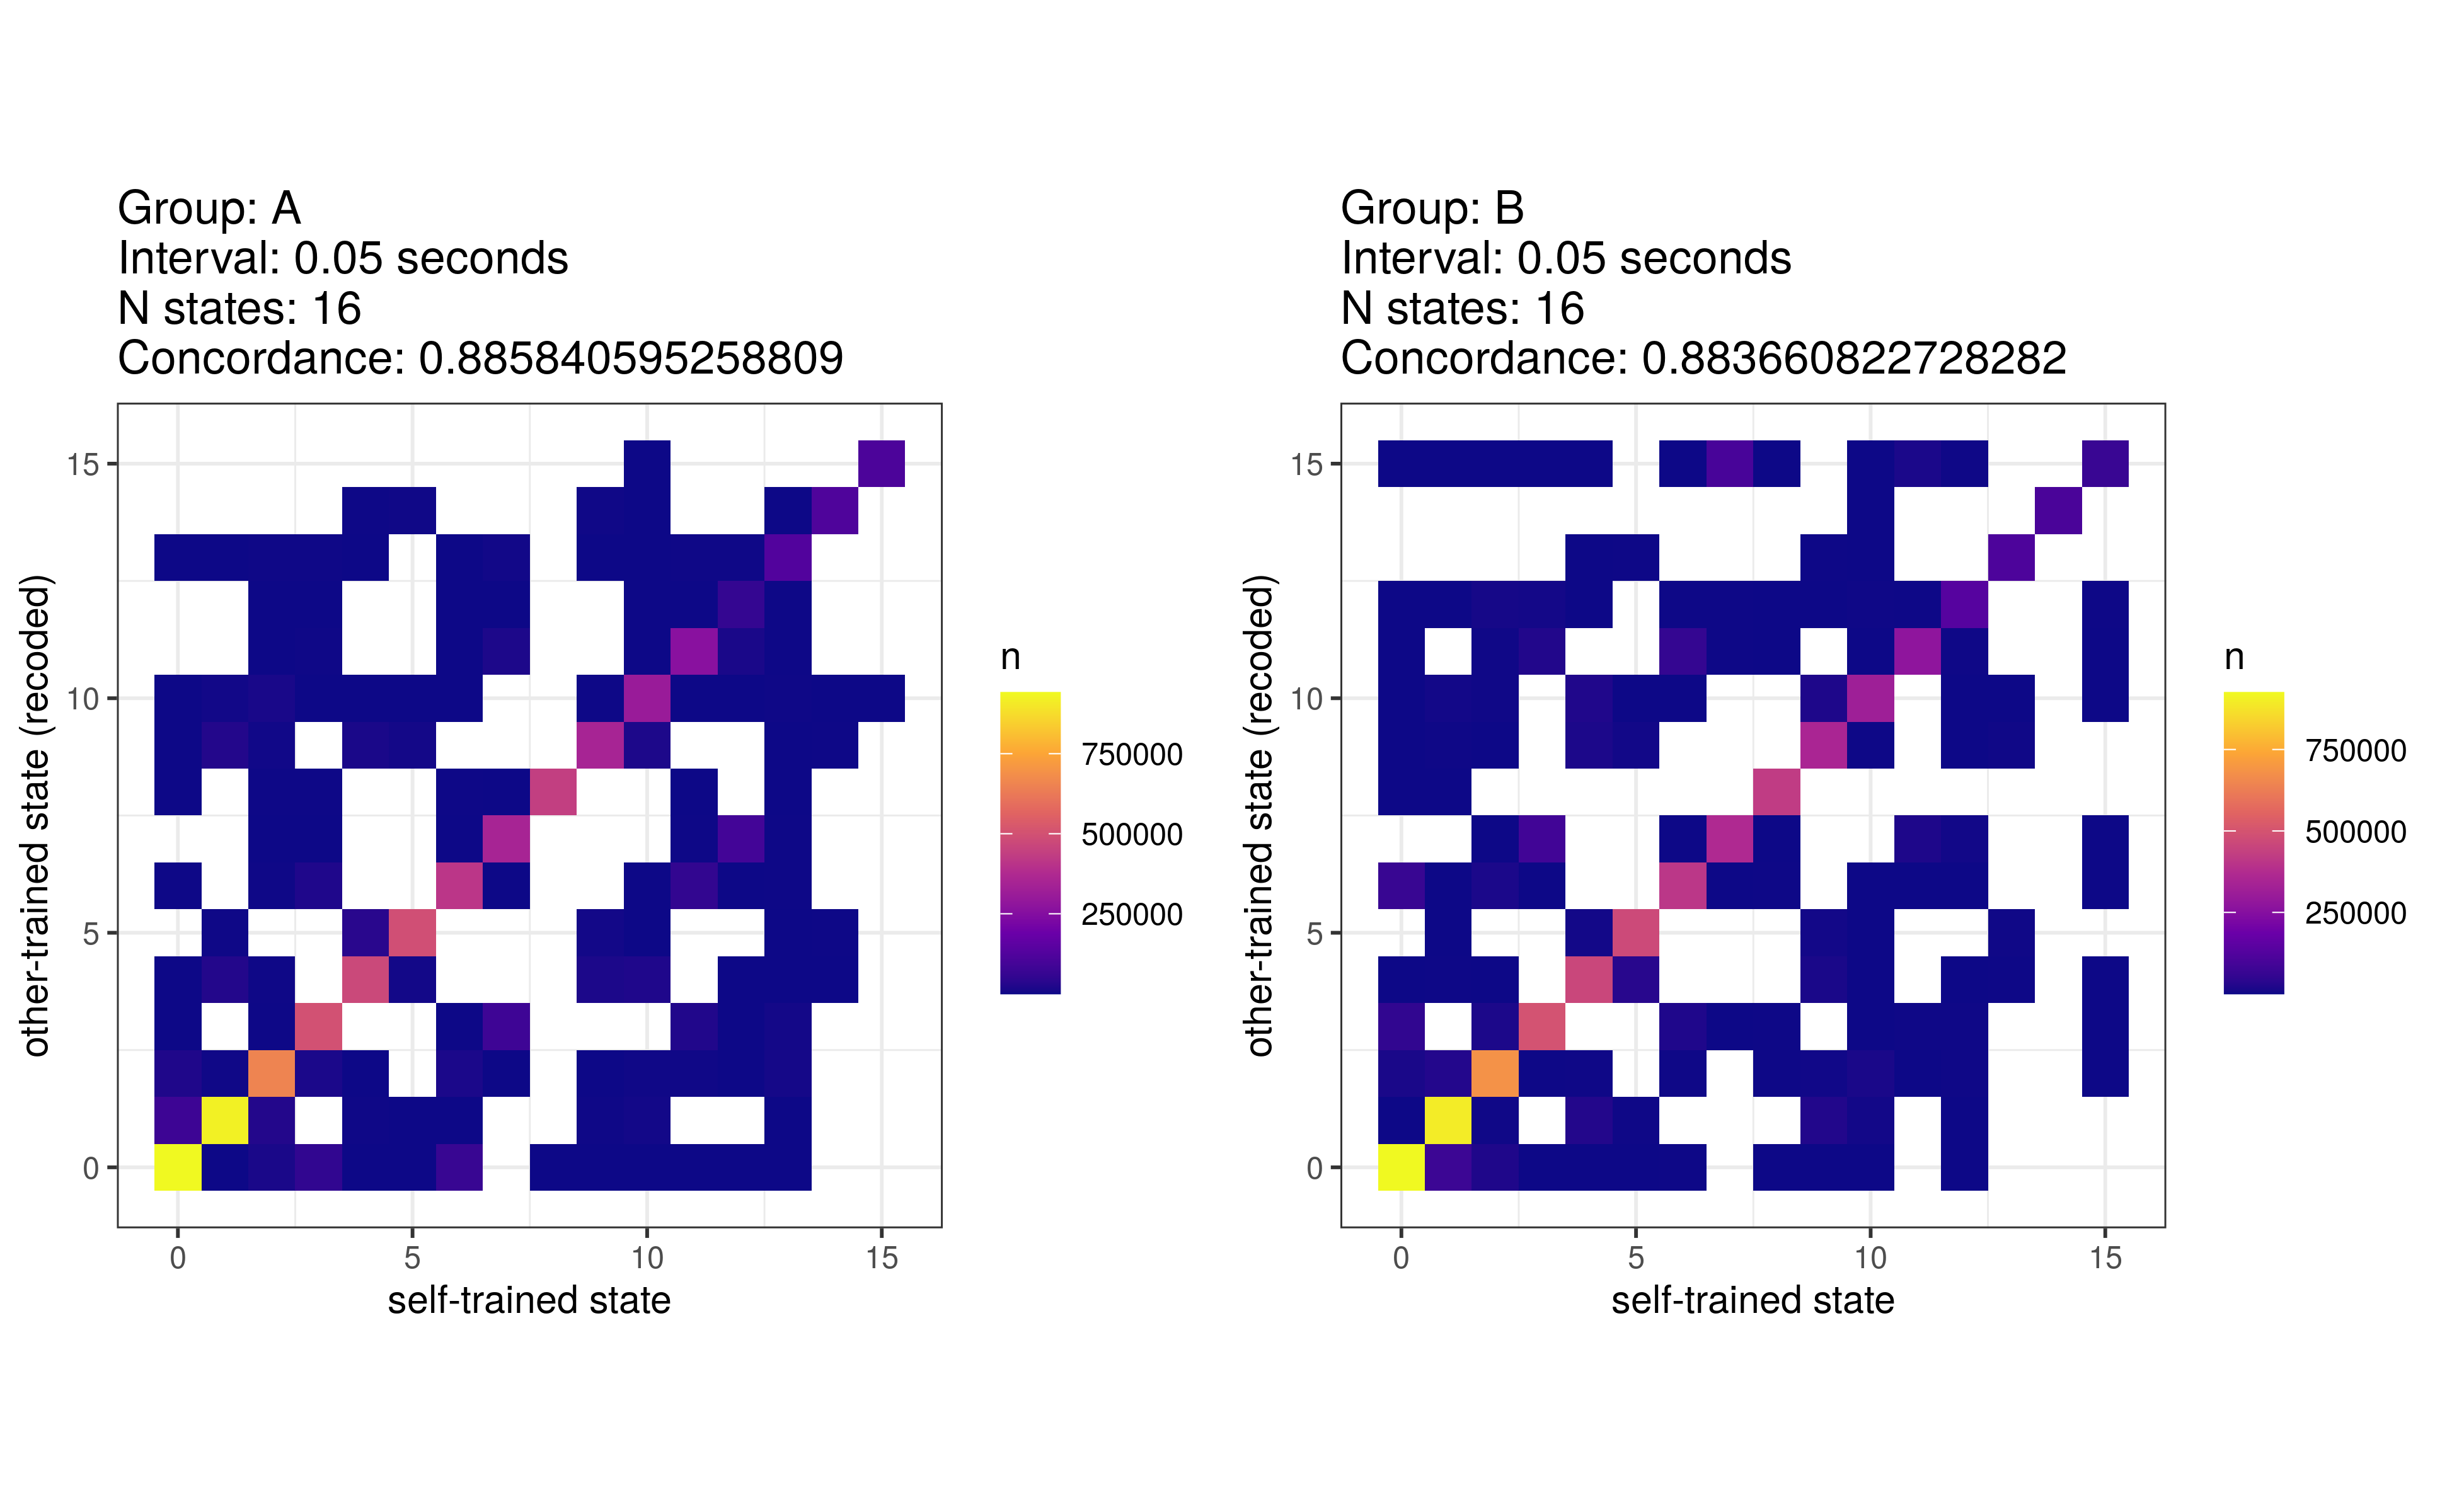 Group: A
Interval: 0.05 seconds
N states: 16
Concordance: 0.885840595258809
15
10
5
0
other-trained state (recoded)
0 5 10 15
self-trained state
n
750000
500000
250000
Group: B
Interval: 0.05 seconds
N states: 16
Concordance: 0.883660822728282
15
10
5
0
other-trained state (recoded)
0 5 10 15
self-trained state
n
750000
500000
250000